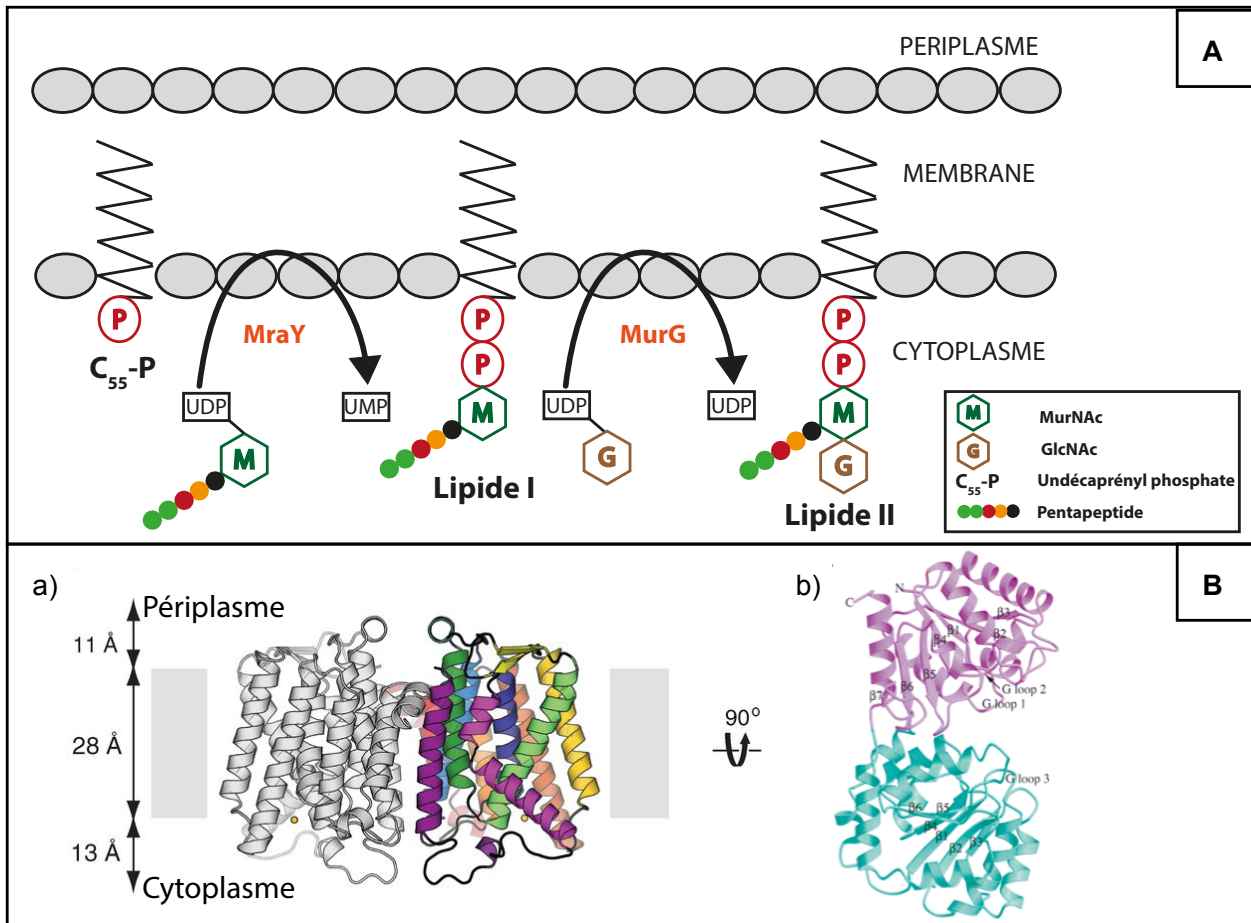 A
PERIPLASME
MEMBRANE
P
P
P
P
P
MraY
MurG
CYTOPLASME
C₅₅-P
UDP
UMP
M
UDP
UDP
M
M
G
G
Lipide I
Lipide II
M MurNAc
G GlcNAc
C₅₅-P Undécaprényl phosphate
Pentapeptide
B
a)
Périplasme
11 Å
28 Å
13 Å
Cytoplasme
90°
b)
C
N
β3
β1
β2
β4
β5
β6
β7
G loop 2
G loop 1
G loop 3
β6
β5
β4
β1
β3
β2